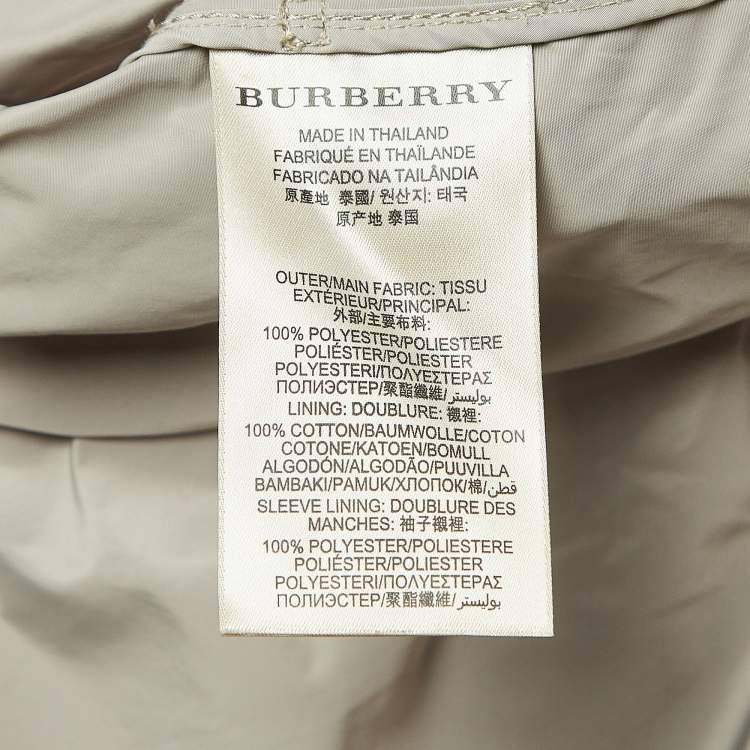 BURBERRY
MADE IN THAILAND
FABRIQUÉ EN THAÏLANDE
FABRICADO NA TAILÂNDIA
原產地 泰國/ 원산지: 태국
原产地 泰国
OUTER/MAIN FABRIC: TISSU
EXTÉRIEUR/PRINCIPAL:
外部/主要布料:
100% POLYESTER/POLIESTERE
POLIÉSTER/POLIESTER
POLYESTERI/ΠΟΛΥΕΣΤΕΡΑΣ
ПОЛИЭСТЕР/聚酯纖維/بوليستر
LINING: DOUBLURE: 襯裡:
100% COTTON/BAUMWOLLE/COTON
COTONE/KATOEN/BOMULL
ALGODÓN/ALGODÃO/PUUVILLA
ΒΑΜΒΑΚΙ/PAMUK/ХЛОПОК/棉/قطن
SLEEVE LINING: DOUBLURE DES
MANCHES: 袖子襯裡:
100% POLYESTER/POLIESTERE
POLIÉSTER/POLIESTER
POLYESTERI/ΠΟΛΥΕΣΤΕΡΑΣ
ПОЛИЭСТЕР/聚酯纖維/بوليستر